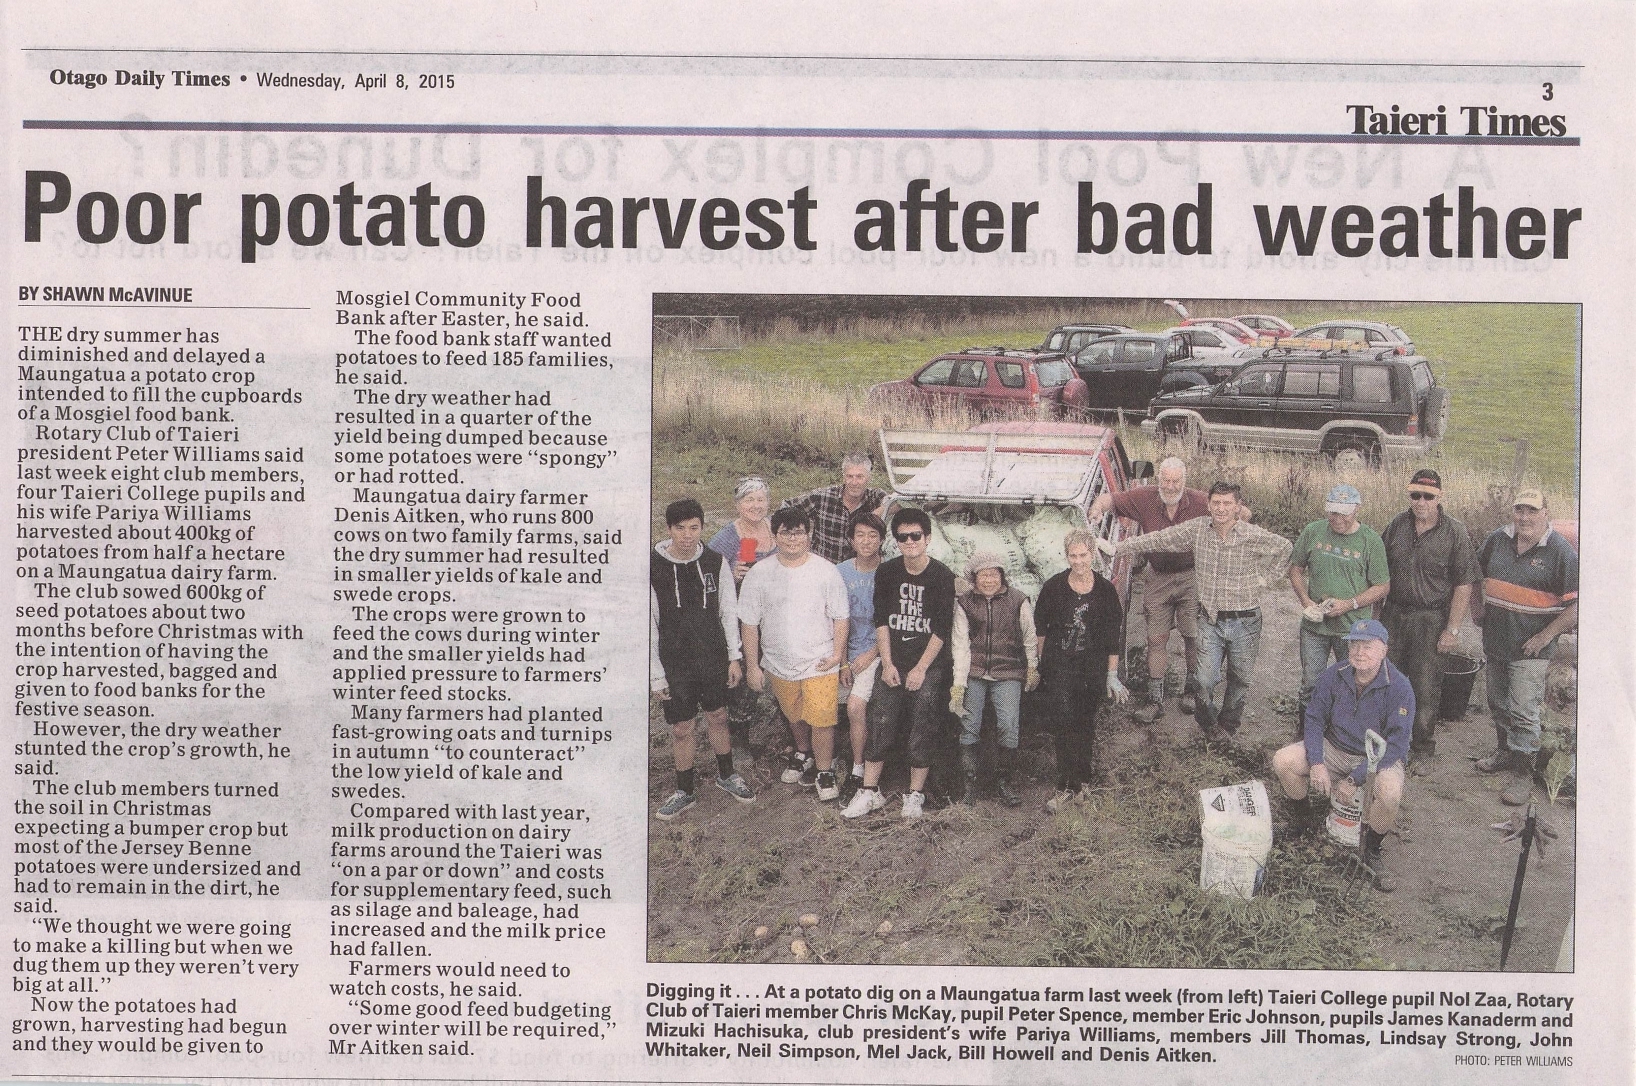 Otago Daily Times • Wednesday, April 8, 2015
3
Taieri Times
Poor potato harvest after bad weather
BY SHAWN McAVINUE
THE dry summer has
diminished and delayed a
Maungatua a potato crop
intended to fill the cupboards
of a Mosgiel food bank.
Rotary Club of Taieri
president Peter Williams said
last week eight club members,
four Taieri College pupils and
his wife Pariya Williams
harvested about 400kg of
potatoes from half a hectare
on a Maungatua dairy farm.
The club sowed 600kg of
seed potatoes about two
months before Christmas with
the intention of having the
crop harvested, bagged and
given to food banks for the
festive season.
However, the dry weather
stunted the crop's growth, he
said.
The club members turned
the soil in Christmas
expecting a bumper crop but
most of the Jersey Benne
potatoes were undersized and
had to remain in the dirt, he
said.
“We thought we were going
to make a killing but when we
dug them up they weren't very
big at all.”
Now the potatoes had
grown, harvesting had begun
and they would be given to
Mosgiel Community Food
Bank after Easter, he said.
The food bank staff wanted
potatoes to feed 185 families,
he said.
The dry weather had
resulted in a quarter of the
yield being dumped because
some potatoes were “spongy”
or had rotted.
Maungatua dairy farmer
Denis Aitken, who runs 800
cows on two family farms, said
the dry summer had resulted
in smaller yields of kale and
swede crops.
The crops were grown to
feed the cows during winter
and the smaller yields had
applied pressure to farmers'
winter feed stocks.
Many farmers had planted
fast-growing oats and turnips
in autumn “to counteract”
the low yield of kale and
swedes.
Compared with last year,
milk production on dairy
farms around the Taieri was
“on a par or down” and costs
for supplementary feed, such
as silage and baleage, had
increased and the milk price
had fallen.
Farmers would need to
watch costs, he said.
“Some good feed budgeting
over winter will be required,”
Mr Aitken said.
A
CUT
THE
CHECK
Digging it . . . At a potato dig on a Maungatua farm last week (from left) Taieri College pupil Nol Zaa, Rotary
Club of Taieri member Chris McKay, pupil Peter Spence, member Eric Johnson, pupils James Kanaderm and
Mizuki Hachisuka, club president's wife Pariya Williams, members Jill Thomas, Lindsay Strong, John
Whitaker, Neil Simpson, Mel Jack, Bill Howell and Denis Aitken.
PHOTO: PETER WILLIAMS